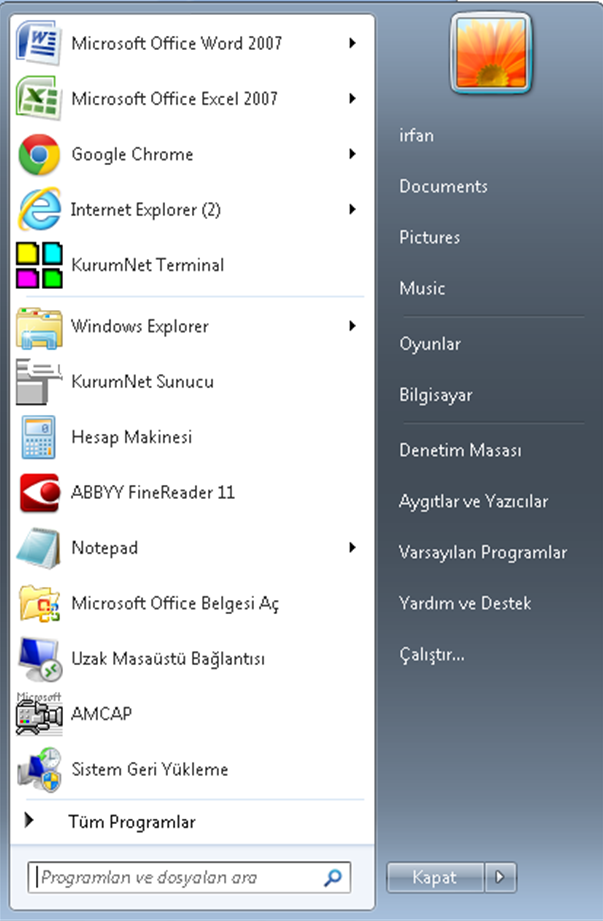 Microsoft Office Word 2007
Microsoft Office Excel 2007
Google Chrome
Internet Explorer (2)
KurumNet Terminal
Windows Explorer
KurumNet Sunucu
Hesap Makinesi
ABBYY FineReader 11
Notepad
Microsoft Office Belgesi Aç
Uzak Masaüstü Bağlantısı
Microsoft
AMCAP
Sistem Geri Yükleme
Tüm Programlar
Programları ve dosyaları ara
irfan
Documents
Pictures
Music
Oyunlar
Bilgisayar
Denetim Masası
Aygıtlar ve Yazıcılar
Varsayılan Programlar
Yardım ve Destek
Çalıştır...
Kapat